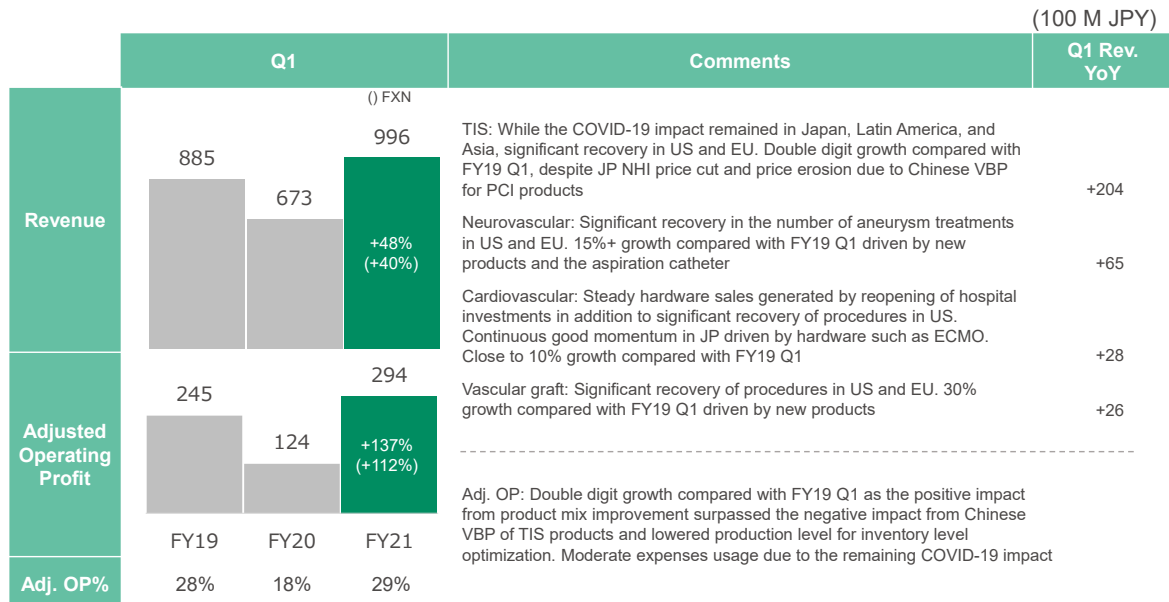 (100 M JPY)
Q1
Comments
Q1 Rev.
YoY
() FXN
Revenue
885
673
996
+48%
(+40%)
TIS: While the COVID-19 impact remained in Japan, Latin America, and
Asia, significant recovery in US and EU. Double digit growth compared with
FY19 Q1, despite JP NHI price cut and price erosion due to Chinese VBP
for PCI products
+204
Neurovascular: Significant recovery in the number of aneurysm treatments
in US and EU. 15%+ growth compared with FY19 Q1 driven by new
products and the aspiration catheter
+65
Cardiovascular: Steady hardware sales generated by reopening of hospital
investments in addition to significant recovery of procedures in US.
Continuous good momentum in JP driven by hardware such as ECMO.
Close to 10% growth compared with FY19 Q1
+28
Vascular graft: Significant recovery of procedures in US and EU. 30%
growth compared with FY19 Q1 driven by new products
+26
Adjusted
Operating
Profit
245
124
294
+137%
(+112%)
Adj. OP: Double digit growth compared with FY19 Q1 as the positive impact
from product mix improvement surpassed the negative impact from Chinese
VBP of TIS products and lowered production level for inventory level
optimization. Moderate expenses usage due to the remaining COVID-19 impact
FY19
FY20
FY21
Adj. OP%
28%
18%
29%